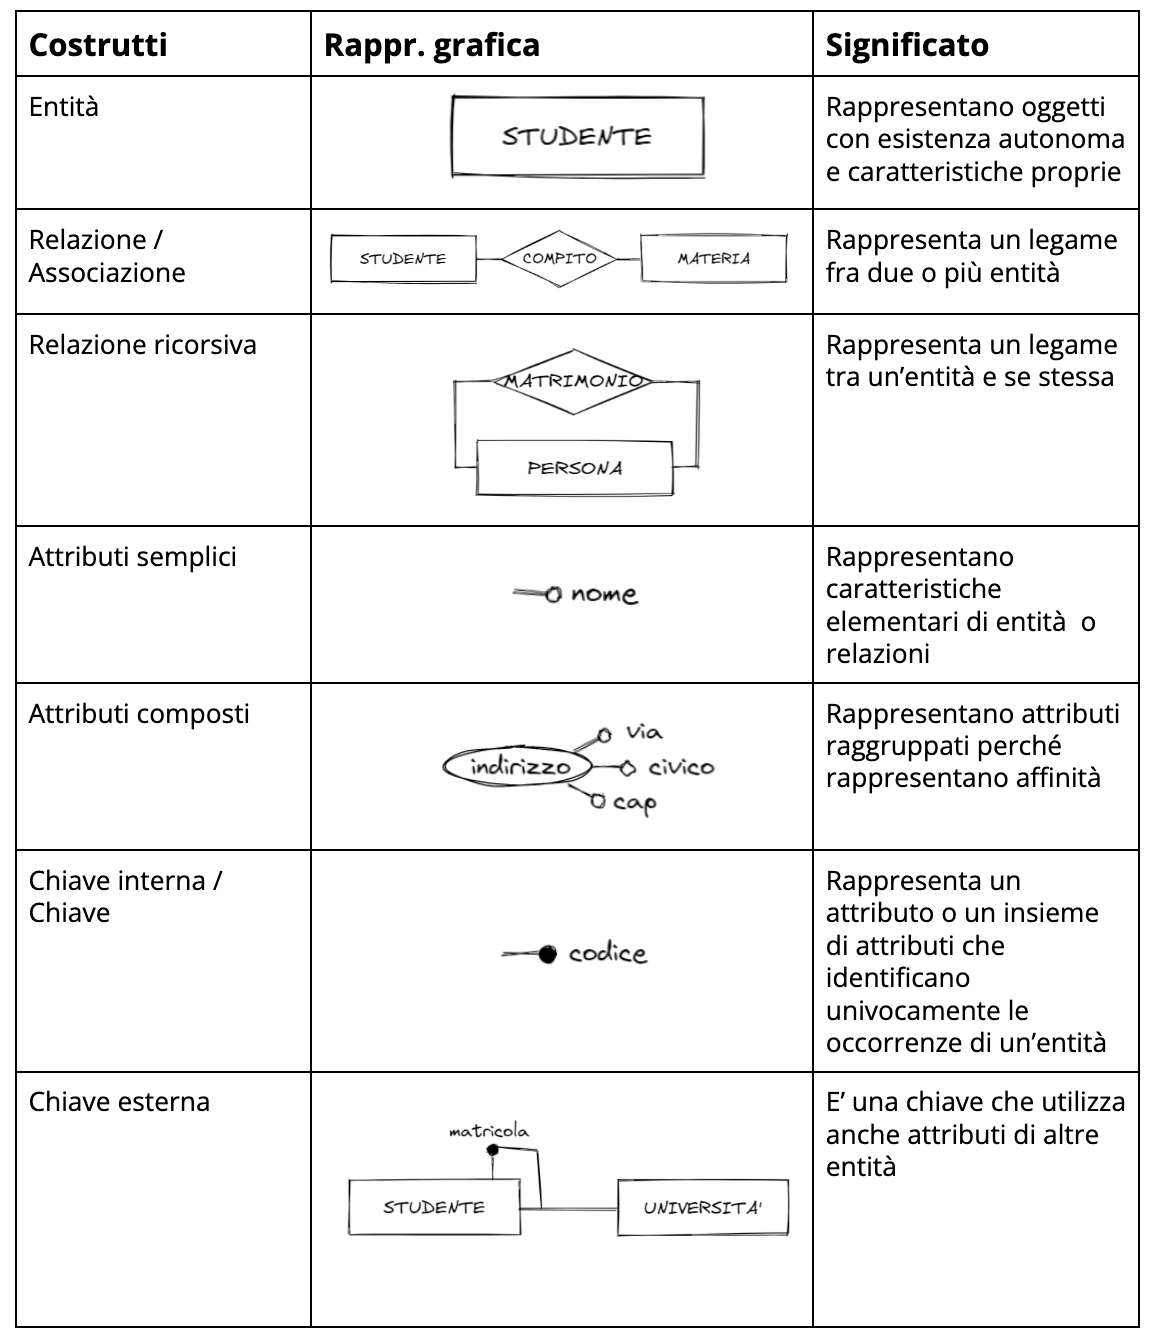 Costrutti
Rappr. grafica
Significato
Entità
STUDENTE
Rappresentano oggetti
con esistenza autonoma
e caratteristiche proprie
Relazione /
Associazione
STUDENTE
COMPITO
MATERIA
Rappresenta un legame
fra due o più entità
Relazione ricorsiva
MATRIMONIO
PERSONA
Rappresenta un legame
tra un’entità e se stessa
Attributi semplici
nome
Rappresentano
caratteristiche
elementari di entità o
relazioni
Attributi composti
indirizzo
via
civico
cap
Rappresentano attributi
raggruppati perché
rappresentano affinità
Chiave interna /
Chiave
codice
Rappresenta un
attributo o un insieme
di attributi che
identificano
univocamente le
occorrenze di un’entità
Chiave esterna
matricola
STUDENTE
UNIVERSITA'
E’ una chiave che utilizza
anche attributi di altre
entità